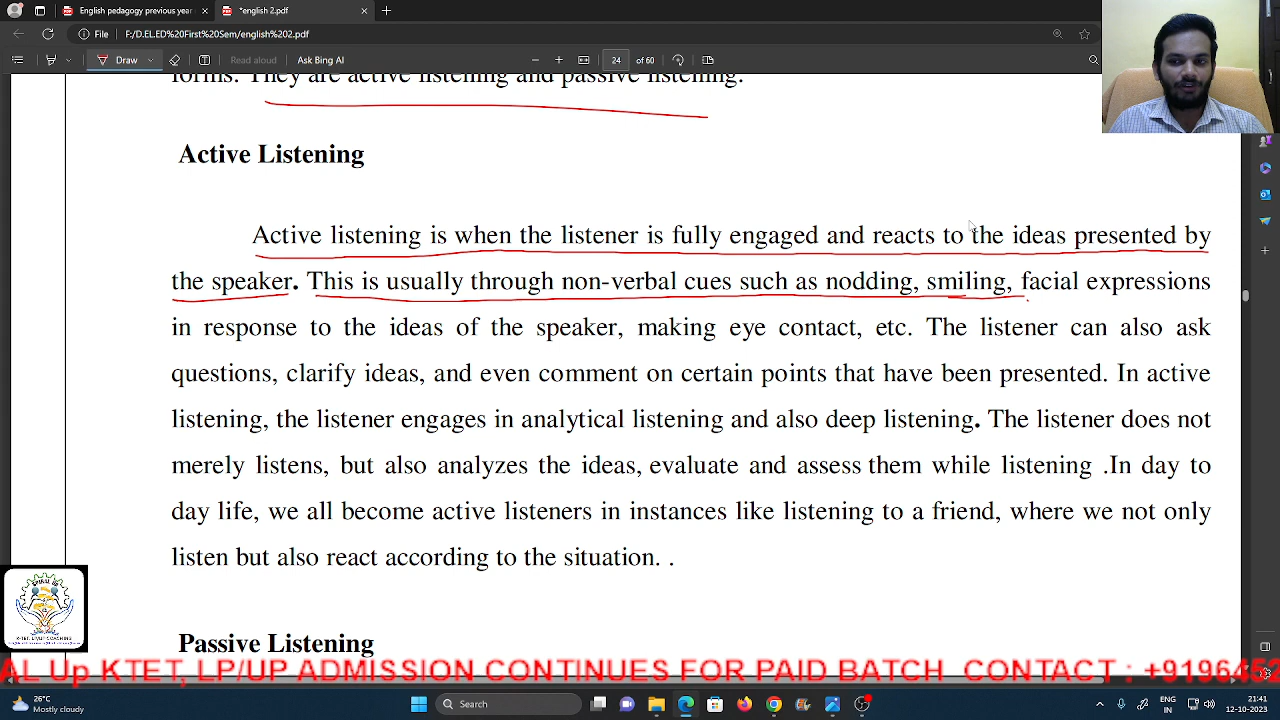 English pedagogy previous year
*english 2.pdf
File
F:/D.EL.ED%20First%20Sem/english%202.pdf
Draw
Read aloud
Ask Bing AI
24 of 60
forms. They are active listening and passive listening.
Active Listening
Active listening is when the listener is fully engaged and reacts to the ideas presented by
the speaker. This is usually through non-verbal cues such as nodding, smiling, facial expressions
in response to the ideas of the speaker, making eye contact, etc. The listener can also ask
questions, clarify ideas, and even comment on certain points that have been presented. In active
listening, the listener engages in analytical listening and also deep listening. The listener does not
merely listens, but also analyzes the ideas, evaluate and assess them while listening .In day to
day life, we all become active listeners in instances like listening to a friend, where we not only
listen but also react according to the situation. .
K-TET, LP/UP COACHING
Passive Listening
AL Up KTET, LP/UP ADMISSION CONTINUES FOR PAID BATCH CONTACT : +919645
26°C
Mostly cloudy
Search
ENG
IN
21:41
12-10-2023